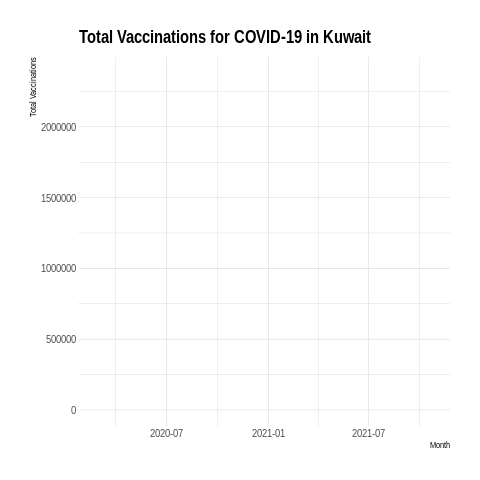 Total Vaccinations for COVID-19 in Kuwait
Total Vaccinations
2000000
1500000
1000000
500000
0
2020-07 2021-01 2021-07
Month